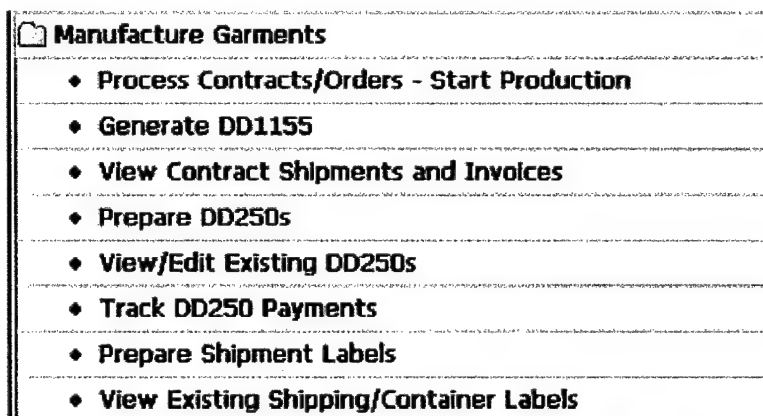 Manufacture Garments
Process Contracts/Orders - Start Production
Generate DD1155
View Contract Shipments and Invoices
Prepare DD250s
View/Edit Existing DD250s
Track DD250 Payments
Prepare Shipment Labels
View Existing Shipping/Container Labels